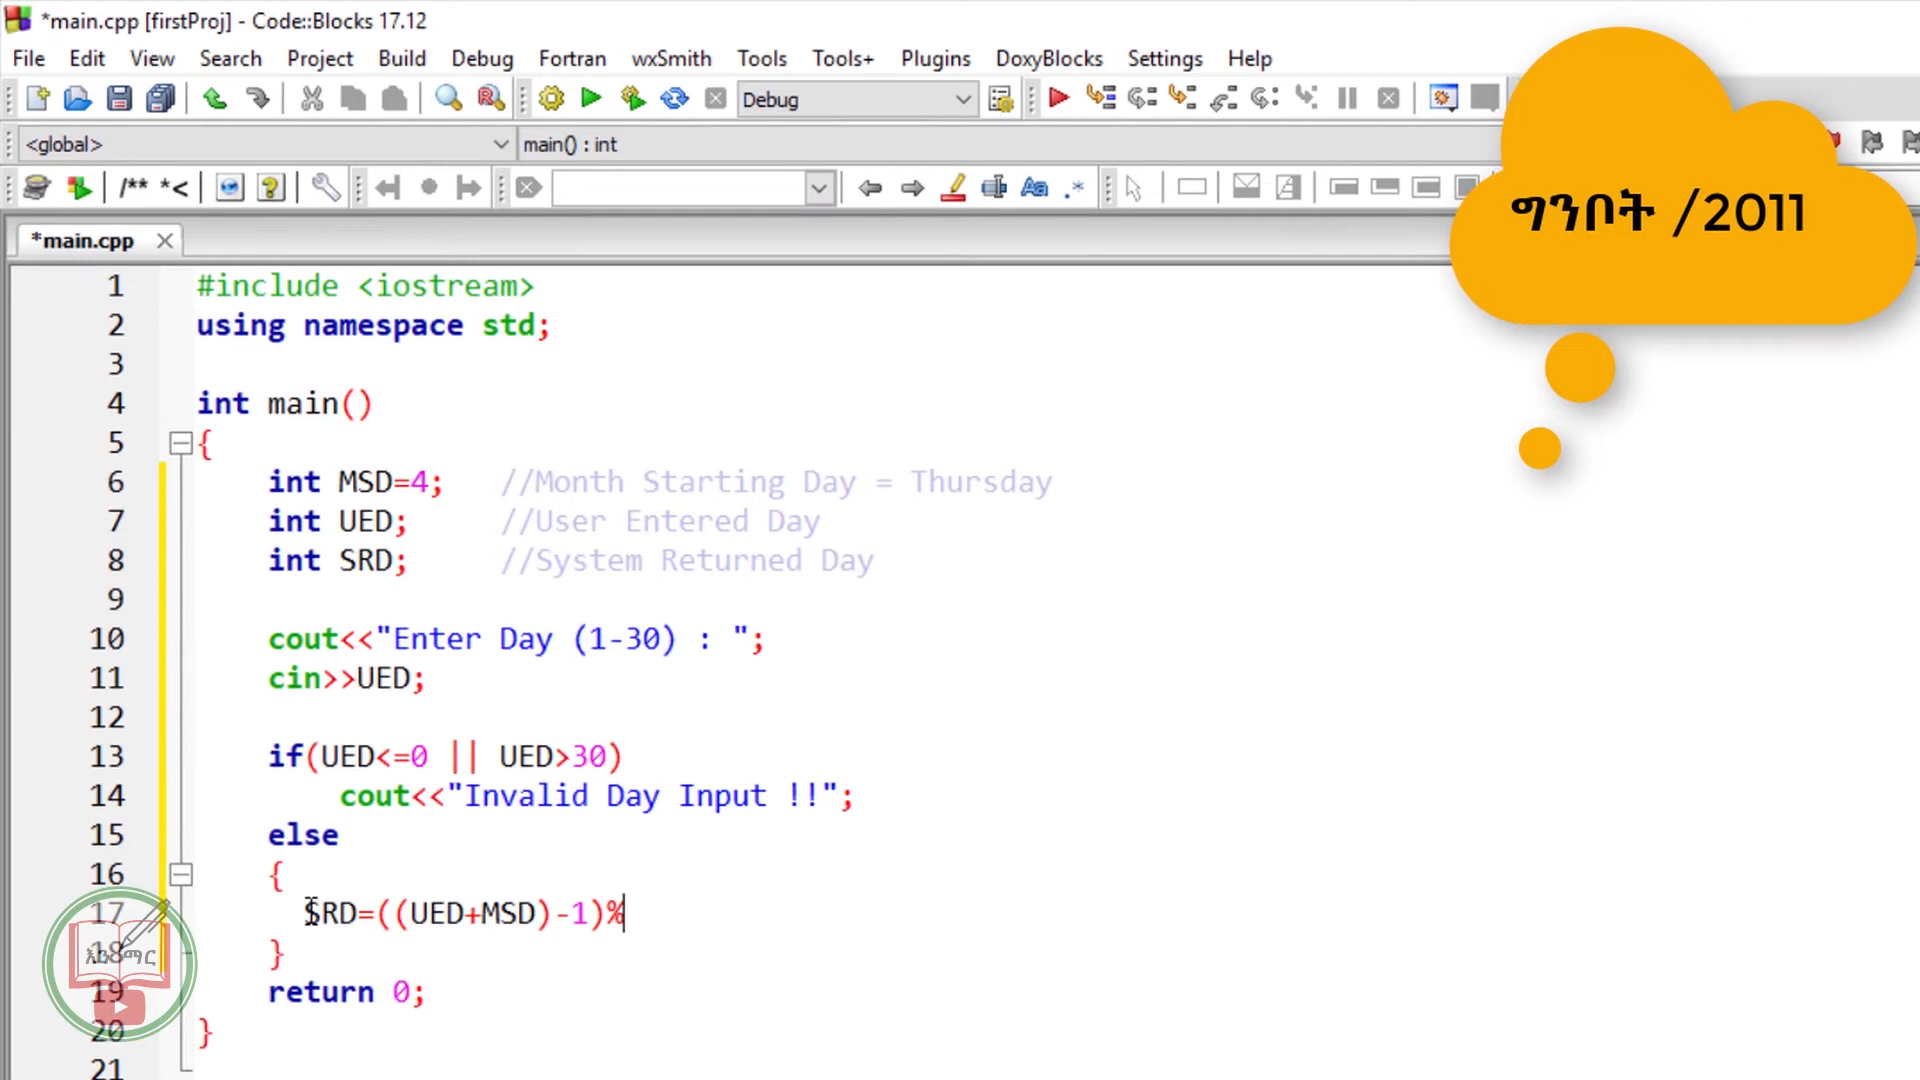 *main.cpp [firstProj] - Code::Blocks 17.12
File Edit View Search Project Build Debug Fortran wxSmith Tools Tools+ Plugins DoxyBlocks Settings Help
Debug
<global> main() : int
/** *<
*main.cpp
ግንቦት /2011
1 #include <iostream>
2 using namespace std;
3
4 int main()
5 {
6 int MSD=4; //Month Starting Day = Thursday
7 int UED; //User Entered Day
8 int SRD; //System Returned Day
9
10 cout<<"Enter Day (1-30) : ";
11 cin>>UED;
12
13 if(UED<=0 || UED>30)
14 cout<<"Invalid Day Input !!";
15 else
16 {
17 SRD=((UED+MSD)-1)%
18 }
19 return 0;
20 }
21
እንማር